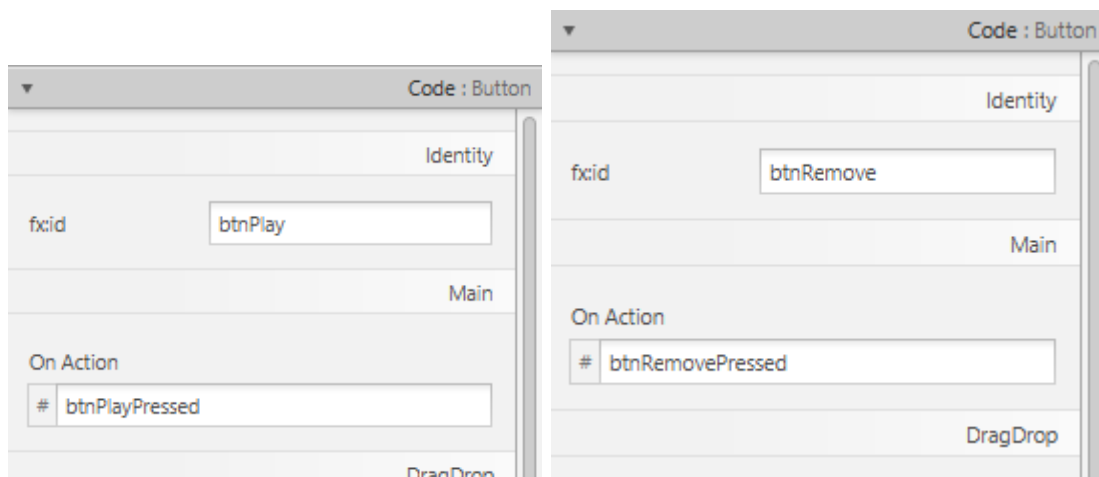 Code : Button
Identity
fx:id btnPlay
Main
On Action
# btnPlayPressed
DragDrop
Code : Button
Identity
fx:id btnRemove
Main
On Action
# btnRemovePressed
DragDrop